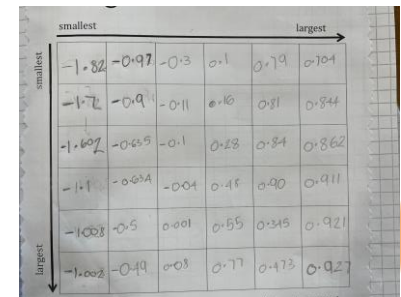 smallest largest
smallest
-1.82 -0.97 -0.3 0.1 0.79 0.704
-1.72 -0.9 -0.11 0.16 0.81 0.844
-1.602 -0.635 -0.1 0.28 0.84 0.862
-1.1 -0.634 -0.04 0.48 0.90 0.911
-1.008 -0.5 0.001 0.55 0.345 0.921
-1.002 -0.49 0.08 0.77 0.473 0.927
largest